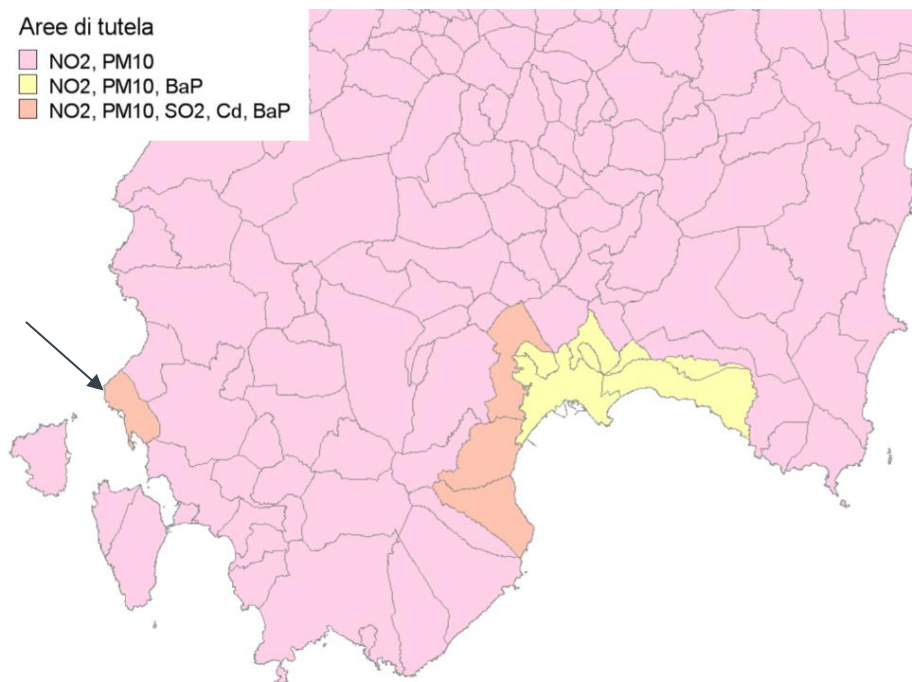 Aree di tutela
NO2, PM10
NO2, PM10, BaP
NO2, PM10, SO2, Cd, BaP